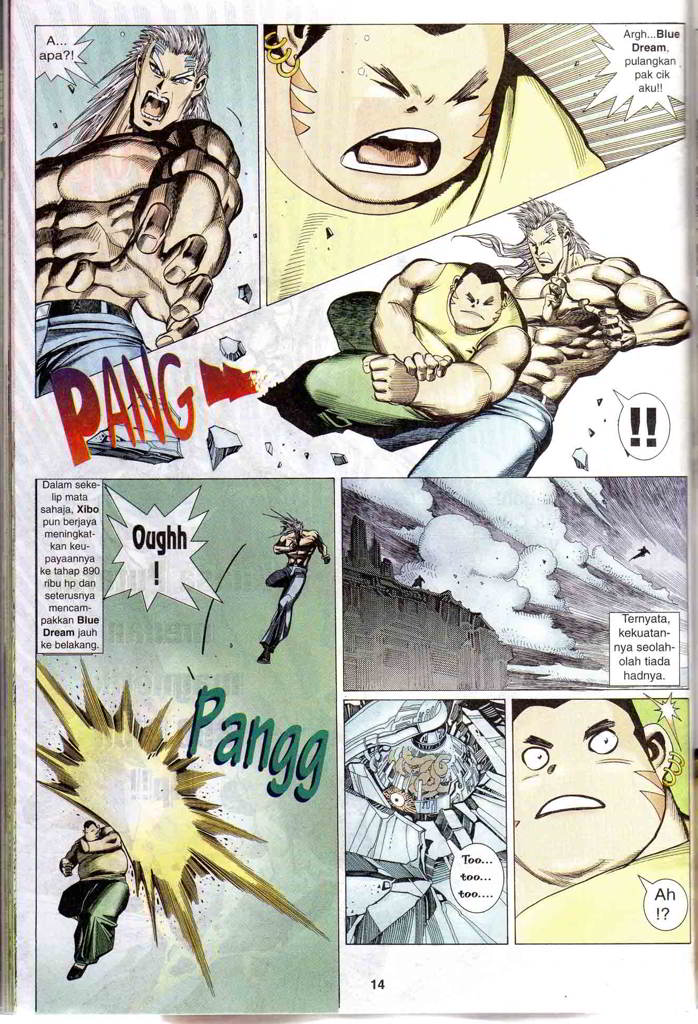 A...
apa?!
Argh...Blue
Dream,
pulangkan
pak cik
aku!!
PANG
!!
Dalam seke-
lip mata
sahaja, Xibo
pun berjaya
meningkat-
kan keu-
payaannya
ke tahap 890
ribu hp dan
seterusnya
mencam-
pakkan Blue
Dream jauh
ke belakang.
Oughh
!
Ternyata,
kekuatan-
nya seolah-
olah tiada
hadnya.
Pangg
Too...
too...
too....
Ah
!?
14